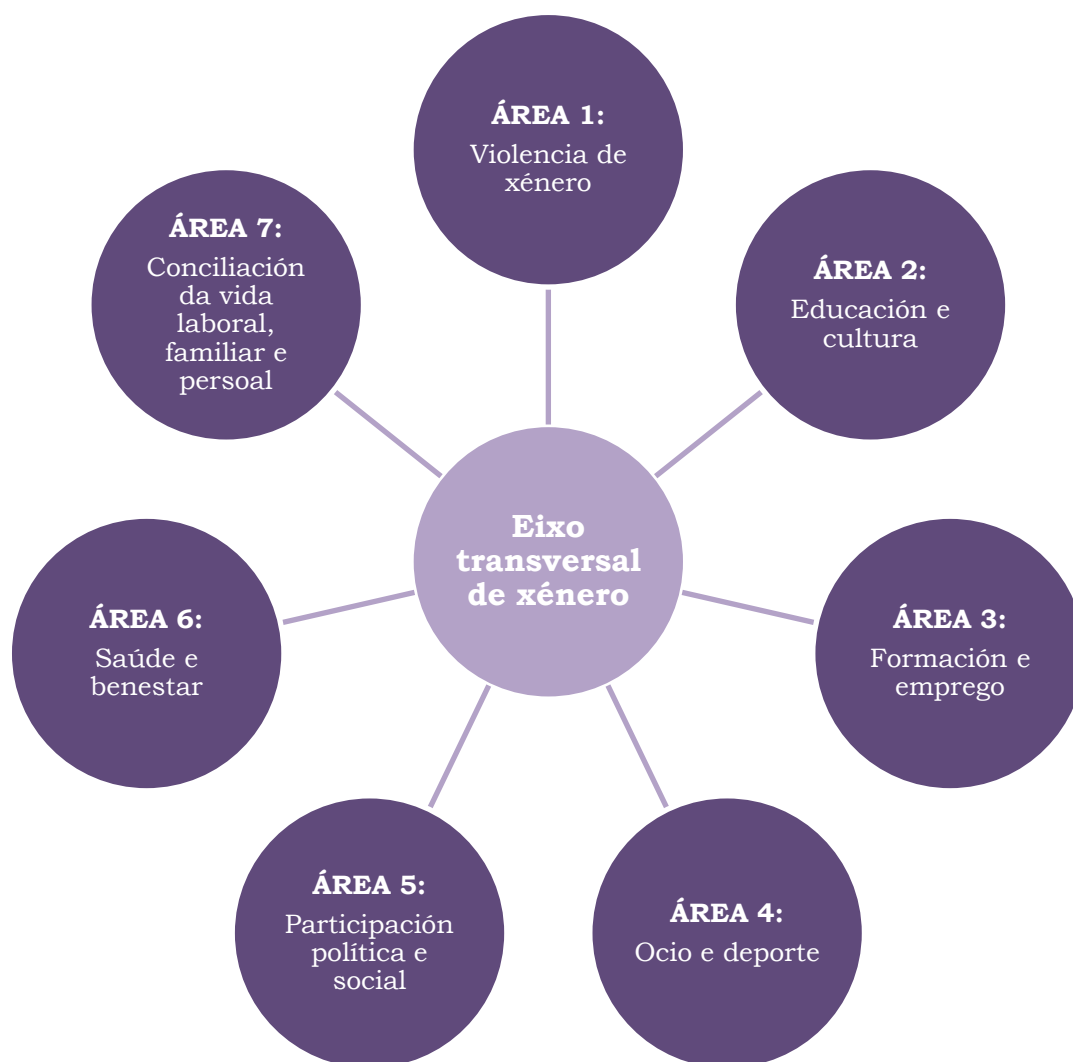 ÁREA 1:
Violencia de
xénero
ÁREA 2:
Educación e
cultura
ÁREA 3:
Formación e
emprego
ÁREA 4:
Ocio e deporte
ÁREA 5:
Participación
política e
social
ÁREA 6:
Saúde e
benestar
ÁREA 7:
Conciliación
da vida
laboral,
familiar e
persoal
Eixo
transversal
de xénero